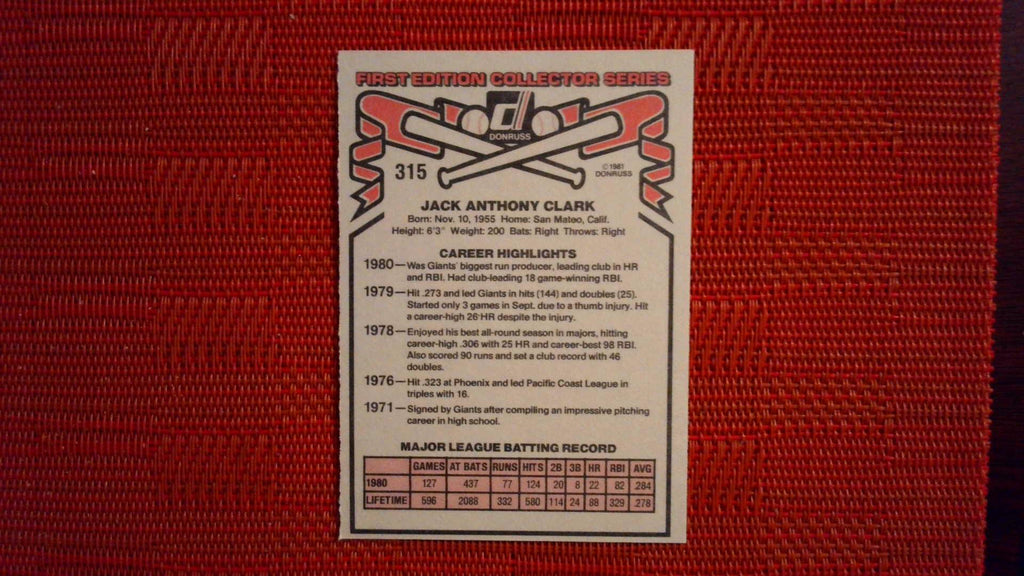 FIRST EDITION COLLECTOR SERIES
d
DONRUSS
315
© 1981
DONRUSS
JACK ANTHONY CLARK
Born: Nov. 10, 1955 Home: San Mateo, Calif.
Height: 6'3" Weight: 200 Bats: Right Throws: Right
CAREER HIGHLIGHTS
1980—Was Giants' biggest run producer, leading club in HR
and RBI. Had club-leading 18 game-winning RBI.
1979—Hit .273 and led Giants in hits (144) and doubles (25).
Started only 3 games in Sept. due to a thumb injury. Hit
a career-high 26 HR despite the injury.
1978—Enjoyed his best all-round season in majors, hitting
career-high .306 with 25 HR and career-best 98 RBI.
Also scored 90 runs and set a club record with 46
doubles.
1976—Hit .323 at Phoenix and led Pacific Coast League in
triples with 16.
1971—Signed by Giants after compiling an impressive pitching
career in high school.
MAJOR LEAGUE BATTING RECORD
GAMES AT BATS RUNS HITS 2B 3B HR RBI AVG
1980 127 437 77 124 20 8 22 82 .284
LIFETIME 596 2088 332 580 114 24 88 329 .278